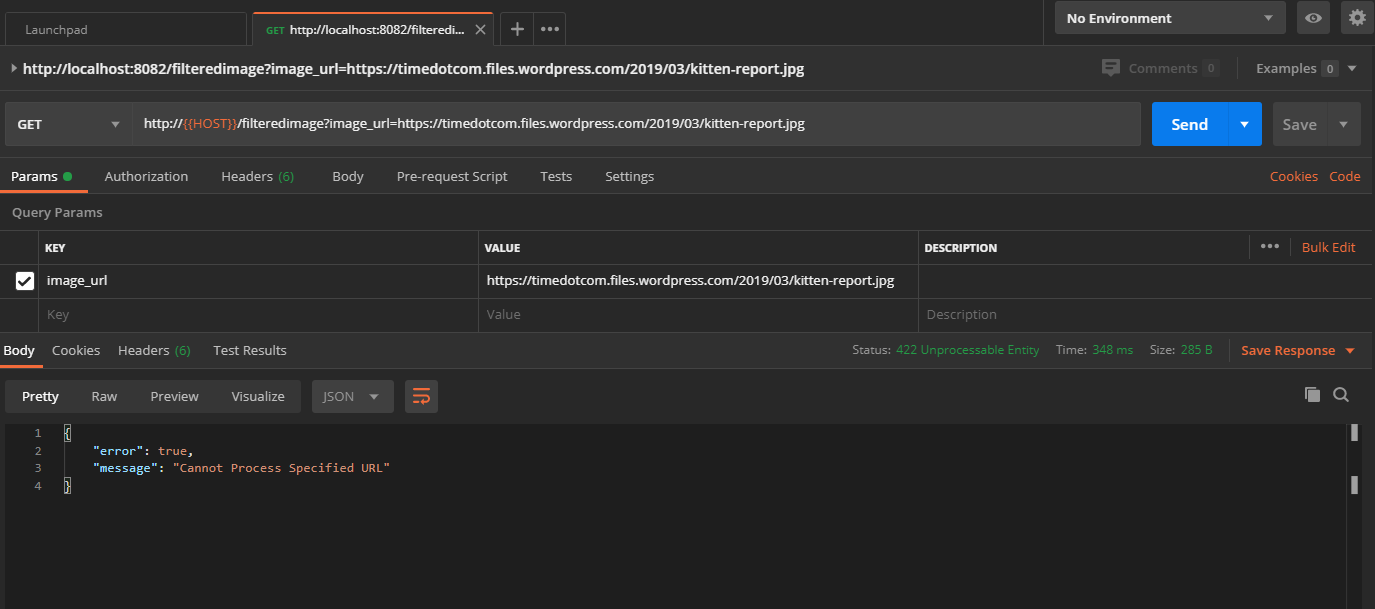 Launchpad GET http://localhost:8082/filteredi... No Environment
http://localhost:8082/filteredimage?image_url=https://timedotcom.files.wordpress.com/2019/03/kitten-report.jpg Comments 0 Examples 0
GET http://{{HOST}}/filteredimage?image_url=https://timedotcom.files.wordpress.com/2019/03/kitten-report.jpg Send Save
Params Authorization Headers (6) Body Pre-request Script Tests Settings Cookies Code
Query Params
KEY VALUE DESCRIPTION Bulk Edit
image_url https://timedotcom.files.wordpress.com/2019/03/kitten-report.jpg
Key Value Description
Body Cookies Headers (6) Test Results Status: 422 Unprocessable Entity Time: 348 ms Size: 285 B Save Response
Pretty Raw Preview Visualize JSON
1 {
2 "error": true,
3 "message": "Cannot Process Specified URL"
4 }